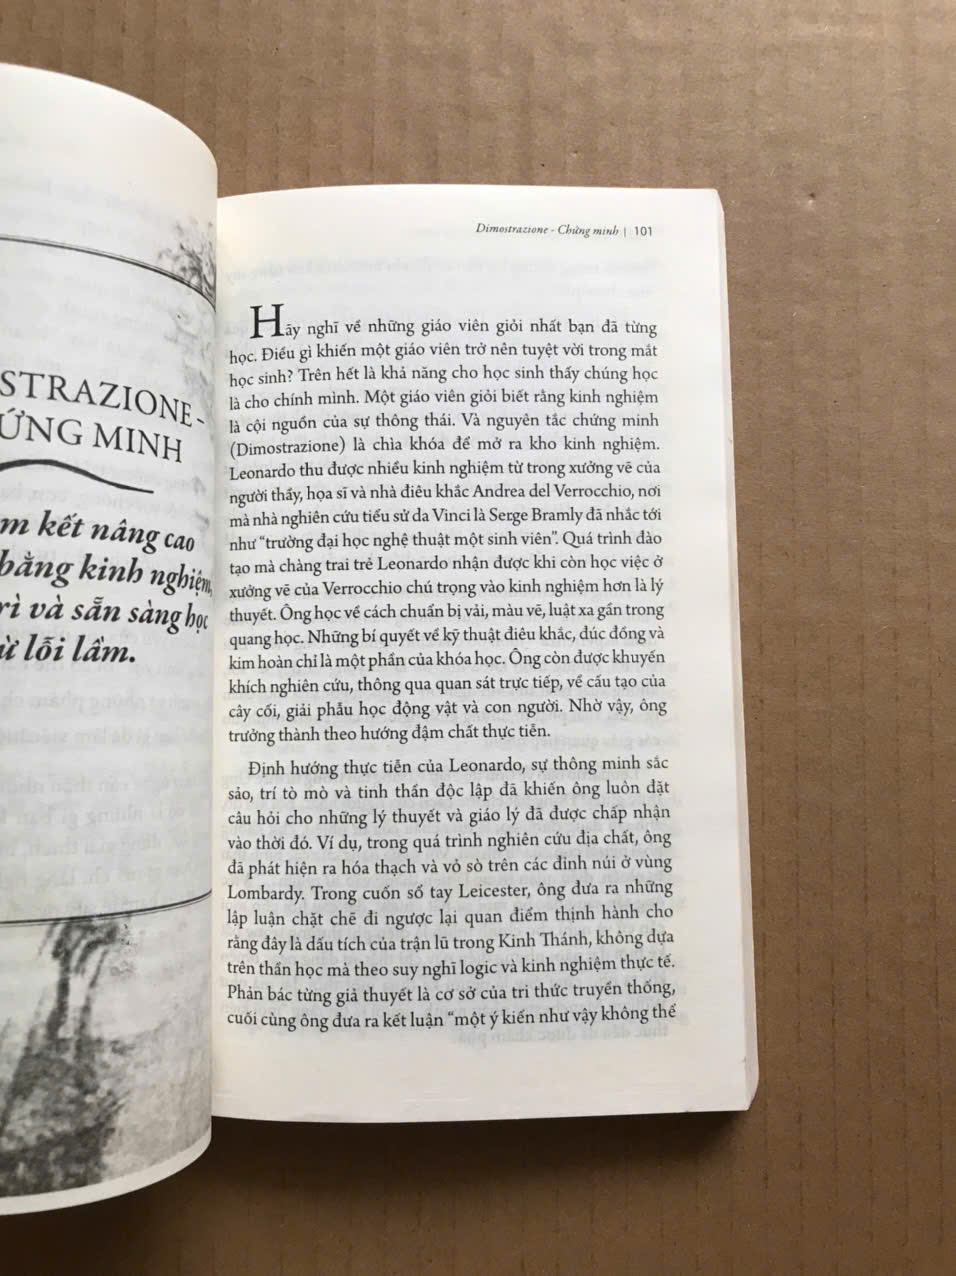 STRAZIONE -
ỨNG MINH
m kết nâng cao
bằng kinh nghiệm,
rì và sẵn sàng học
ừ lỗi lầm.
Dimostrazione - Chứng minh | 101
Hãy nghĩ về những giáo viên giỏi nhất bạn đã từng
học. Điều gì khiến một giáo viên trở nên tuyệt vời trong mắt
học sinh? Trên hết là khả năng cho học sinh thấy chúng học
là cho chính mình. Một giáo viên giỏi biết rằng kinh nghiệm
là cội nguồn của sự thông thái. Và nguyên tắc chứng minh
(Dimostrazione) là chìa khóa để mở ra kho kinh nghiệm.
Leonardo thu được nhiều kinh nghiệm từ trong xưởng vẽ của
người thầy, họa sĩ và nhà điêu khắc Andrea del Verrocchio, nơi
mà nhà nghiên cứu tiểu sử da Vinci là Serge Bramly đã nhắc tới
như “trường đại học nghệ thuật một sinh viên”. Quá trình đào
tạo mà chàng trai trẻ Leonardo nhận được khi còn học việc ở
xưởng vẽ của Verrocchio chú trọng vào kinh nghiệm hơn là lý
thuyết. Ông học về cách chuẩn bị vải, màu vẽ, luật xa gần trong
quang học. Những bí quyết về kỹ thuật điêu khắc, đúc đồng và
kim hoàn chỉ là một phần của khóa học. Ông còn được khuyến
khích nghiên cứu, thông qua quan sát trực tiếp, về cấu tạo của
cây cối, giải phẫu học động vật và con người. Nhờ vậy, ông
trưởng thành theo hướng đậm chất thực tiễn.
Định hướng thực tiễn của Leonardo, sự thông minh sắc
sảo, trí tò mò và tinh thần độc lập đã khiến ông luôn đặt
câu hỏi cho những lý thuyết và giáo lý đã được chấp nhận
vào thời đó. Ví dụ, trong quá trình nghiên cứu địa chất, ông
đã phát hiện ra hóa thạch và vỏ sò trên các đỉnh núi ở vùng
Lombardy. Trong cuốn sổ tay Leicester, ông đưa ra những
lập luận chặt chẽ đi ngược lại quan điểm thịnh hành cho
rằng đây là dấu tích của trận lũ trong Kinh Thánh, không dựa
trên thần học mà theo suy nghĩ logic và kinh nghiệm thực tế.
Phản bác từng giả thuyết là cơ sở của tri thức truyền thống,
cuối cùng ông đưa ra kết luận “một ý kiến như vậy không thể